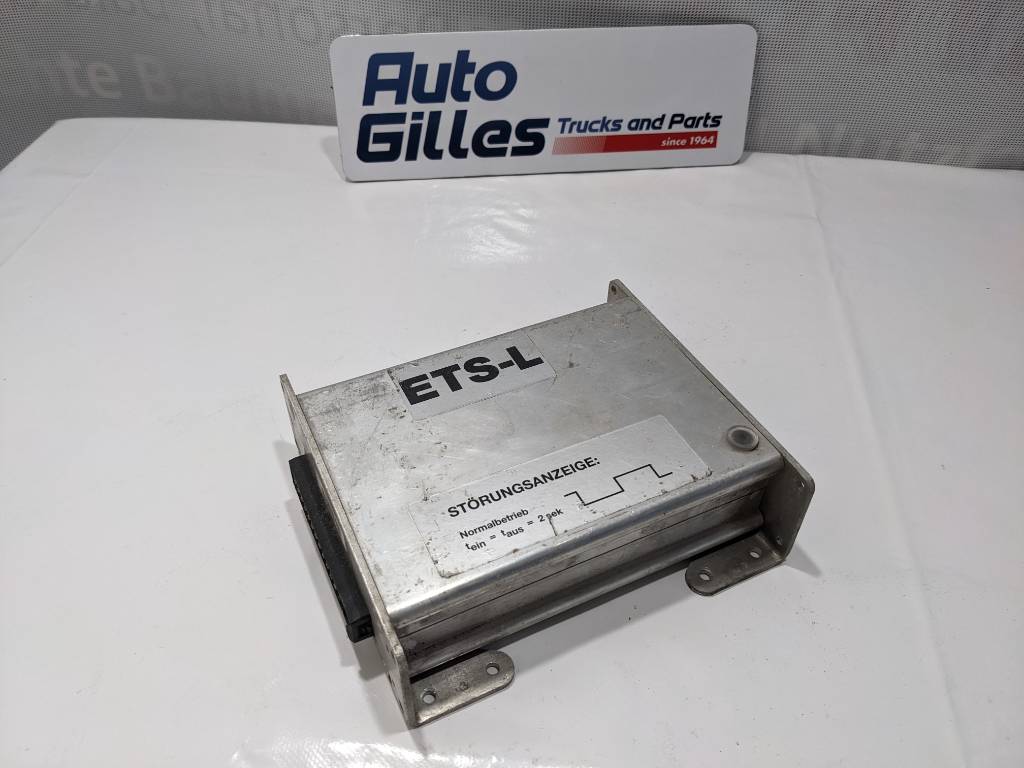 Auto
Gilles
Trucks and Parts
since 1964
ETS-L
STÖRUNGSANZEIGE:
Normalbetrieb
tein = taus = 2 sek